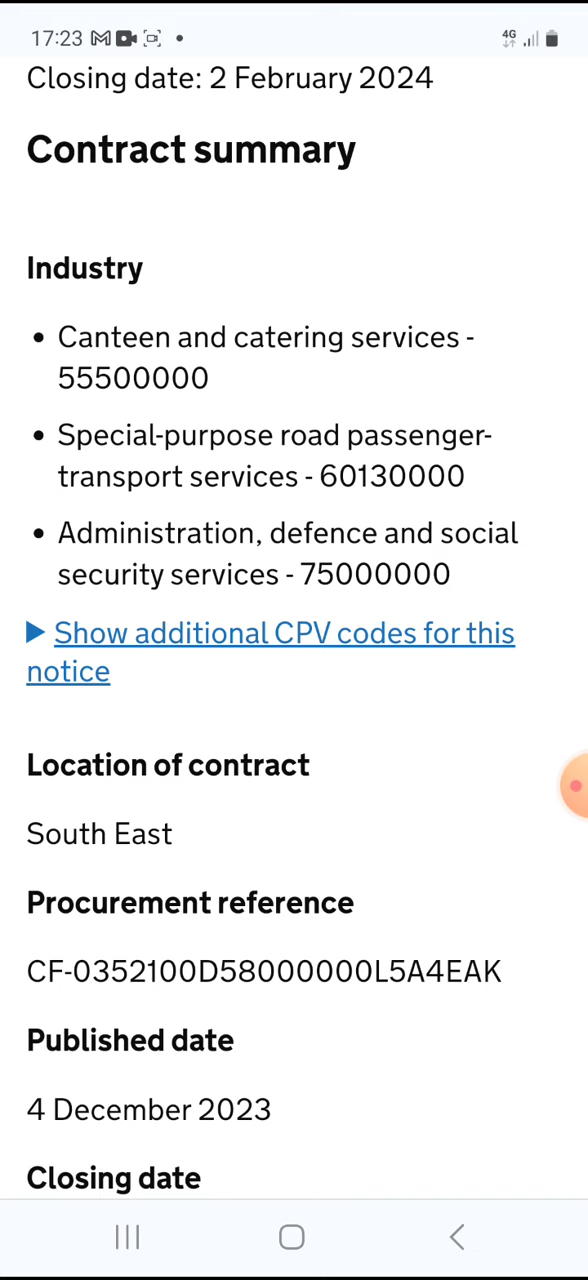 17:23
4G
Closing date: 2 February 2024
Contract summary
Industry
• Canteen and catering services -
55500000
• Special-purpose road passenger-
transport services - 60130000
• Administration, defence and social
security services - 75000000
Show additional CPV codes for this
notice
Location of contract
South East
Procurement reference
CF-0352100D58000000L5A4EAK
Published date
4 December 2023
Closing date